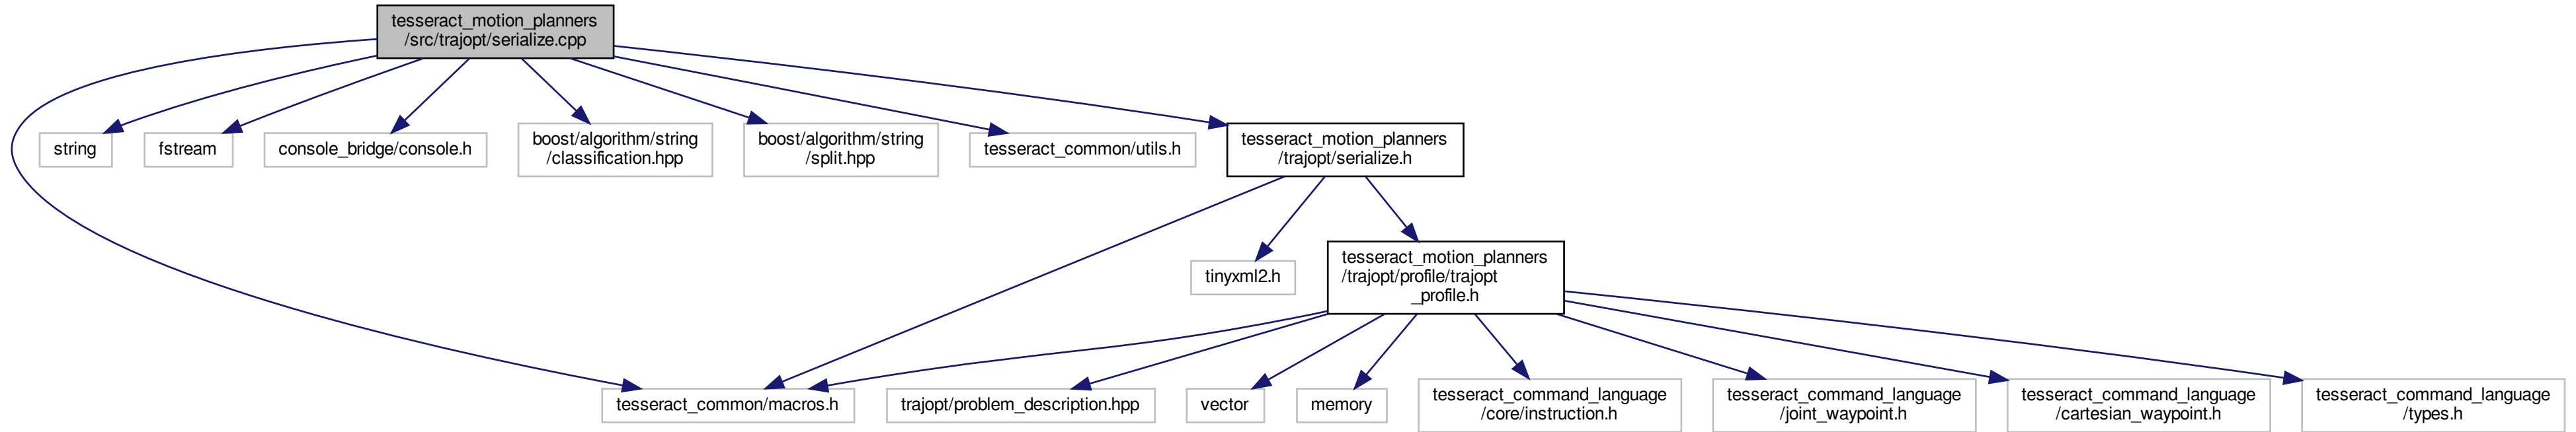 tesseract_motion_planners
/src/trajopt/serialize.cpp
string
fstream
console_bridge/console.h
boost/algorithm/string
/classification.hpp
boost/algorithm/string
/split.hpp
tesseract_common/utils.h
tesseract_motion_planners
/trajopt/serialize.h
tinyxml2.h
tesseract_motion_planners
/trajopt/profile/trajopt
_profile.h
tesseract_common/macros.h
trajopt/problem_description.hpp
vector
memory
tesseract_command_language
/core/instruction.h
tesseract_command_language
/joint_waypoint.h
tesseract_command_language
/cartesian_waypoint.h
tesseract_command_language
/types.h